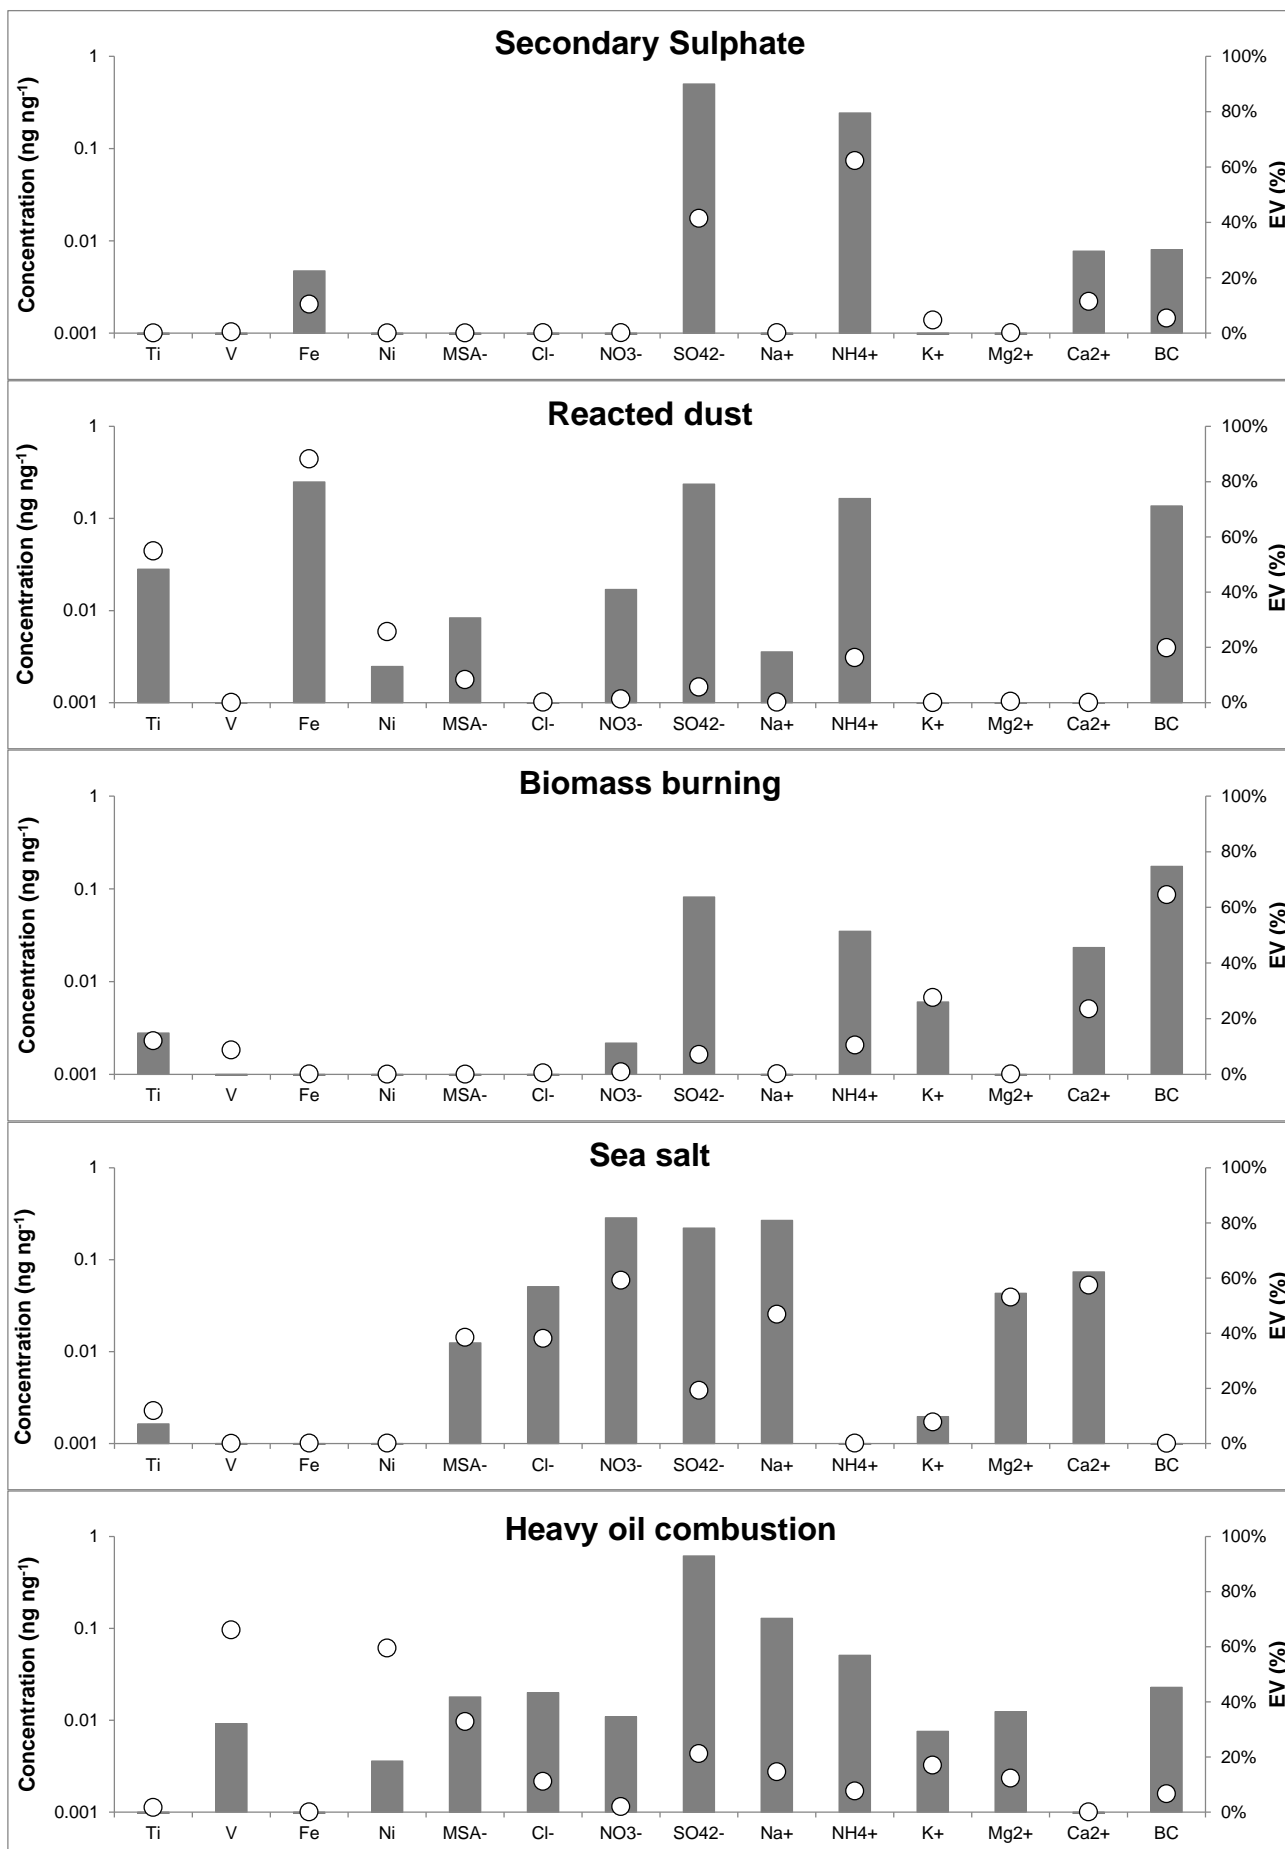 Secondary Sulphate
Concentration (ng ng-1)
1
0.1
0.01
0.001
100%
80%
60%
40%
20%
0%
EV (%)
Ti V Fe Ni MSA- Cl- NO3- SO42- Na+ NH4+ K+ Mg2+ Ca2+ BC
Reacted dust
Concentration (ng ng-1)
1
0.1
0.01
0.001
100%
80%
60%
40%
20%
0%
EV (%)
Ti V Fe Ni MSA- Cl- NO3- SO42- Na+ NH4+ K+ Mg2+ Ca2+ BC
Biomass burning
Concentration (ng ng-1)
1
0.1
0.01
0.001
100%
80%
60%
40%
20%
0%
EV (%)
Ti V Fe Ni MSA- Cl- NO3- SO42- Na+ NH4+ K+ Mg2+ Ca2+ BC
Sea salt
Concentration (ng ng-1)
1
0.1
0.01
0.001
100%
80%
60%
40%
20%
0%
EV (%)
Ti V Fe Ni MSA- Cl- NO3- SO42- Na+ NH4+ K+ Mg2+ Ca2+ BC
Heavy oil combustion
Concentration (ng ng-1)
1
0.1
0.01
0.001
100%
80%
60%
40%
20%
0%
EV (%)
Ti V Fe Ni MSA- Cl- NO3- SO42- Na+ NH4+ K+ Mg2+ Ca2+ BC